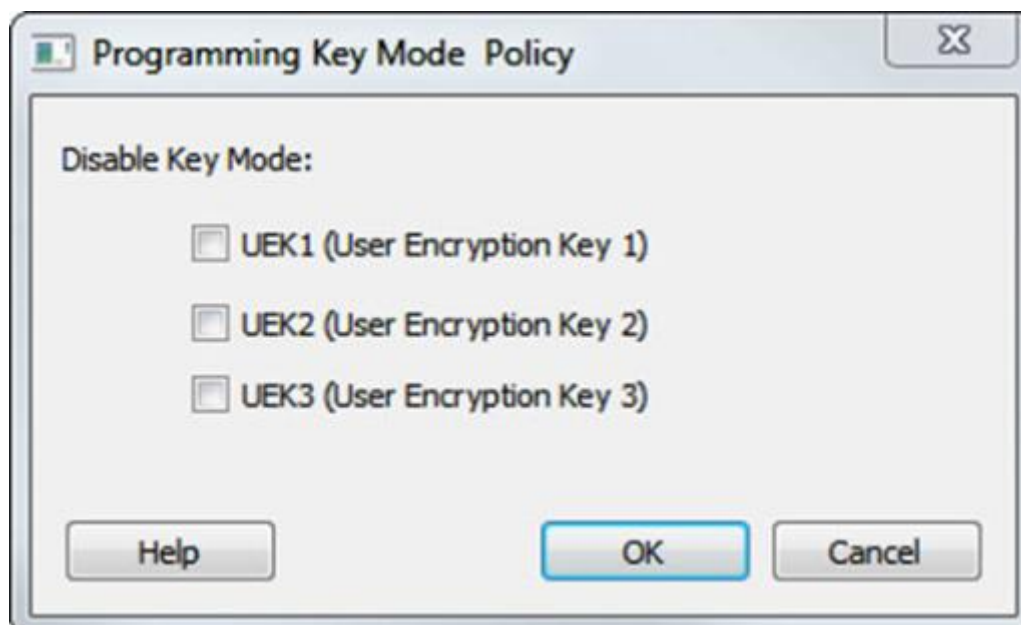 Programming Key Mode Policy
Disable Key Mode:
UEK1 (User Encryption Key 1)
UEK2 (User Encryption Key 2)
UEK3 (User Encryption Key 3)
Help OK Cancel